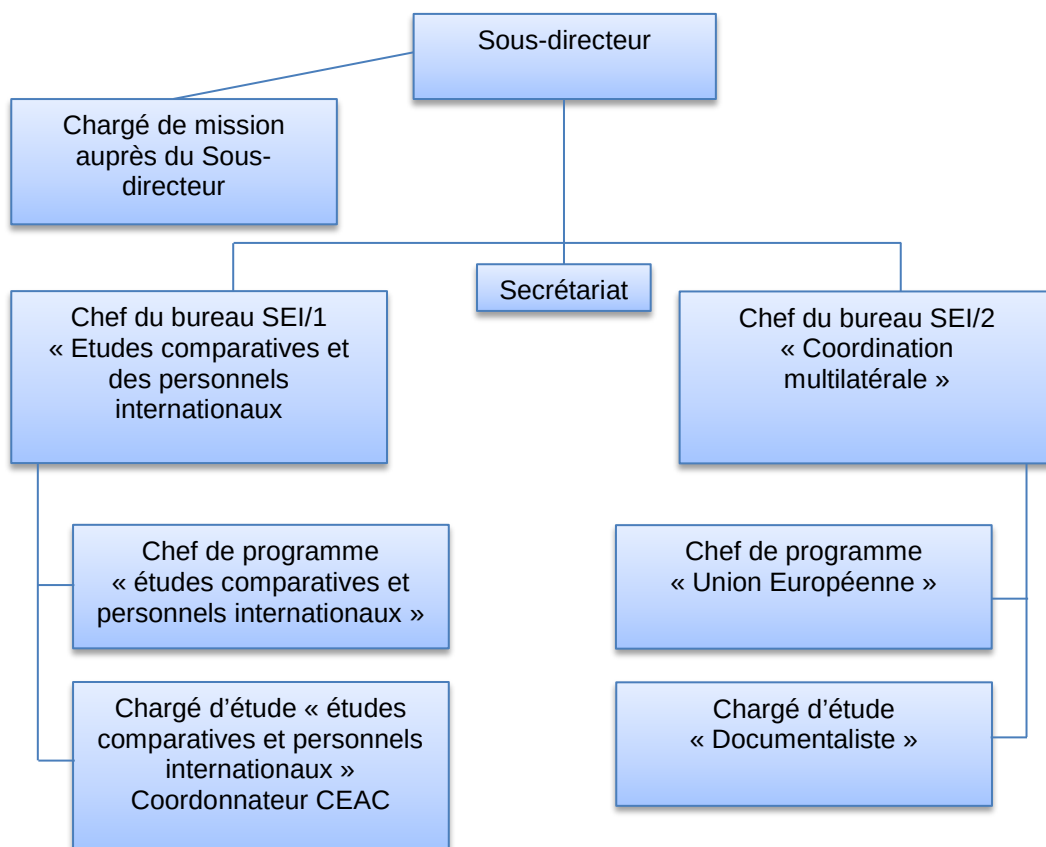 Sous-directeur
Chargé de mission
auprès du Sous-
directeur
Secrétariat
Chef du bureau SEI/1
« Etudes comparatives et
des personnels
internationaux
Chef du bureau SEI/2
« Coordination
multilatérale »
Chef de programme
« études comparatives et
personnels internationaux »
Chef de programme
« Union Européenne »
Chargé d’étude « études
comparatives et personnels
internationaux »
Coordonnateur CEAC
Chargé d’étude
« Documentaliste »